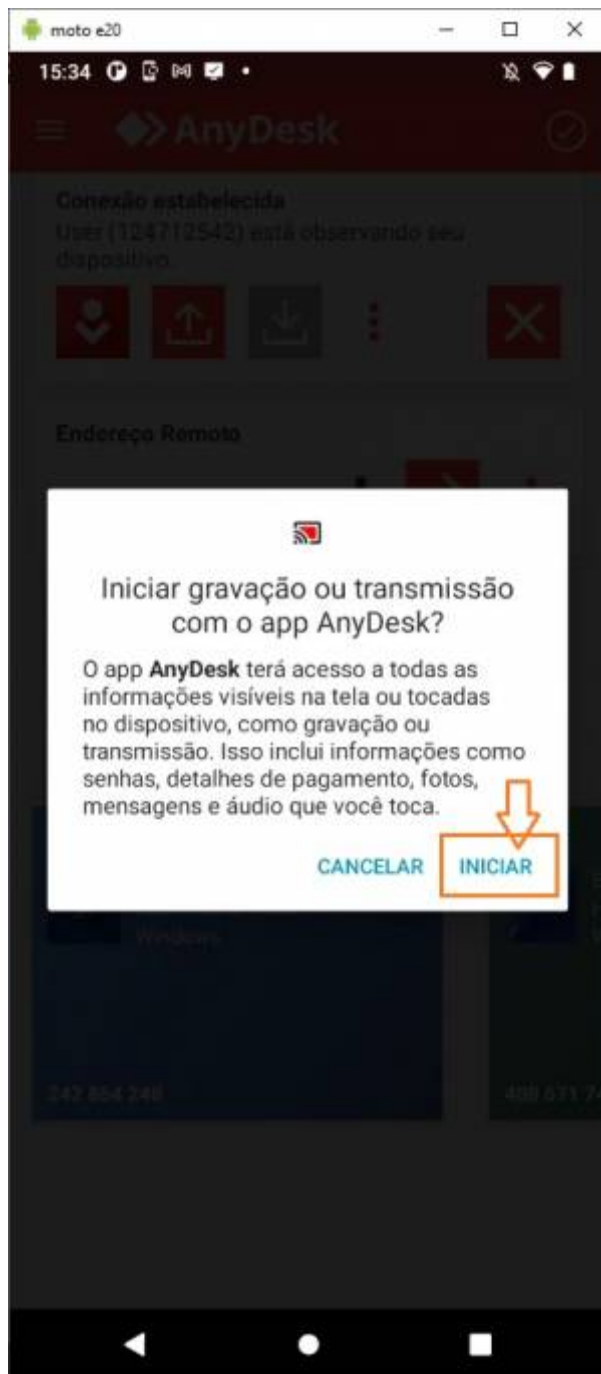 moto e20
15:34
AnyDesk
Conexão estabelecida
User (124712542) está observando seu
dispositivo.
Endereço Remoto
Iniciar gravação ou transmissão
com o app AnyDesk?
O app AnyDesk terá acesso a todas as
informações visíveis na tela ou tocadas
no dispositivo, como gravação ou
transmissão. Isso inclui informações como
senhas, detalhes de pagamento, fotos,
mensagens e áudio que você toca.
CANCELAR INICIAR
Windows
242 864 248